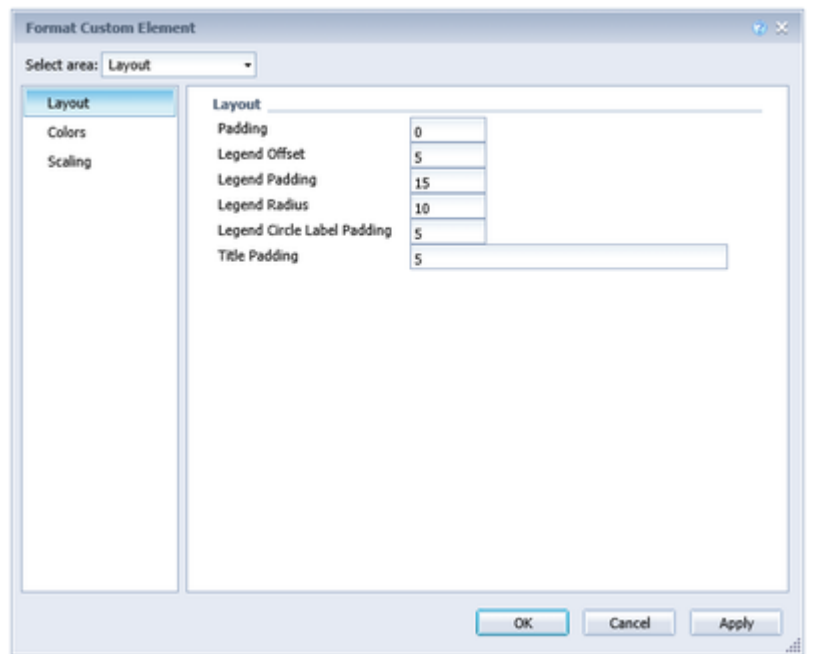 Format Custom Element
Select area: Layout
Layout
Colors
Scaling
Layout
Padding 0
Legend Offset 5
Legend Padding 15
Legend Radius 10
Legend Circle Label Padding 5
Title Padding 5
OK Cancel Apply